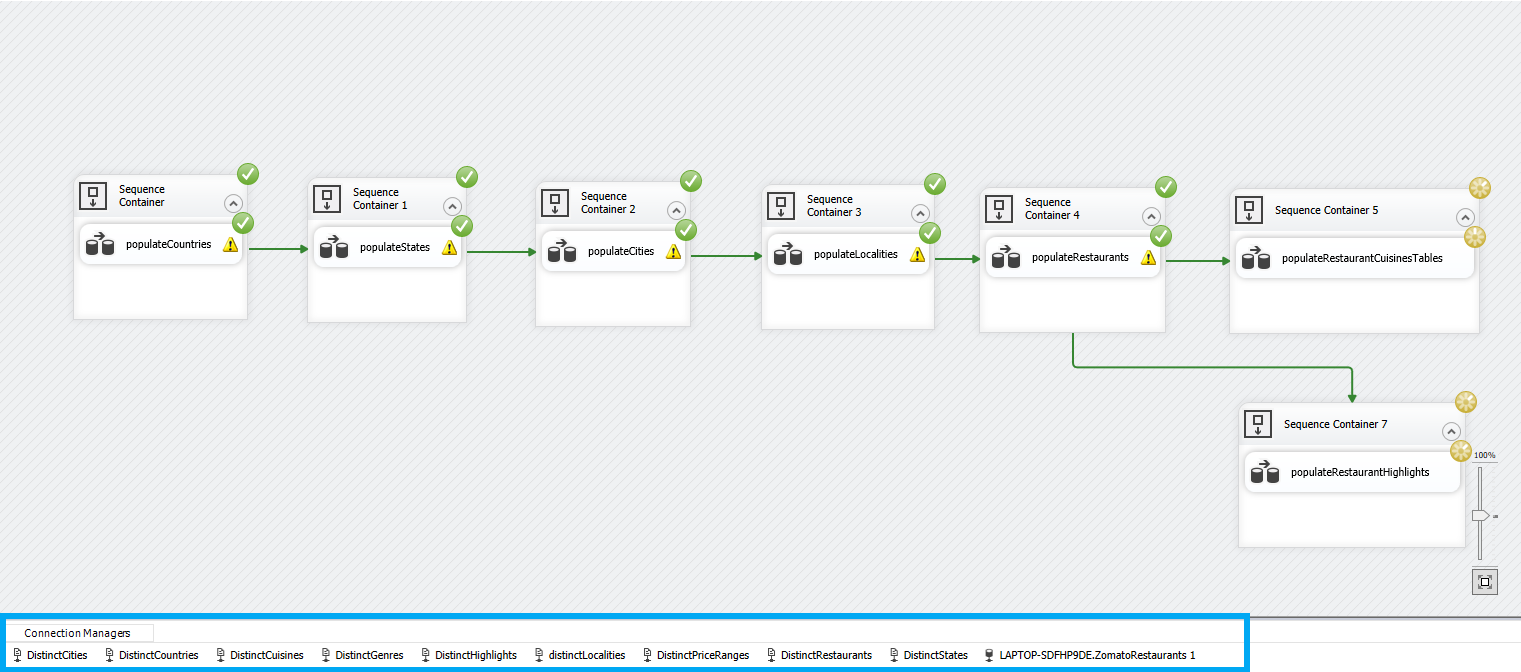 Sequence
Container
populateCountries
Sequence
Container 1
populateStates
Sequence
Container 2
populateCities
Sequence
Container 3
populateLocalities
Sequence
Container 4
populateRestaurants
Sequence Container 5
populateRestaurantCuisinesTables
Sequence Container 7
populateRestaurantHighlights
100%
Connection Managers
DistinctCities DistinctCountries DistinctCuisines DistinctGenres DistinctHighlights distinctLocalities DistinctPriceRanges DistinctRestaurants DistinctStates LAPTOP-SDFHP9DE.ZomatoRestaurants 1